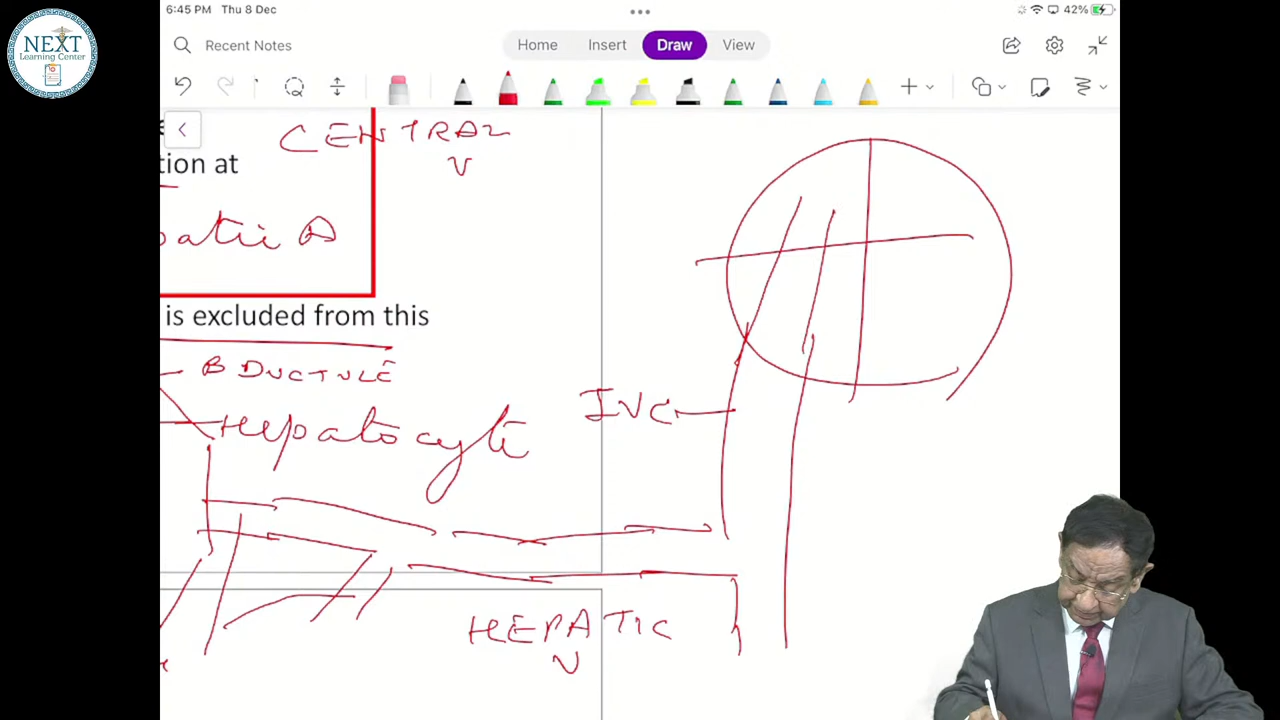 6:45 PM Thu 8 Dec
42%
NEXT
Learning Center
Recent Notes
Home Insert Draw View
CENTRAL
V
tion at
patic A
is excluded from this
B DUCTULE
Hepatocyte
IVC
HEPATIC
V